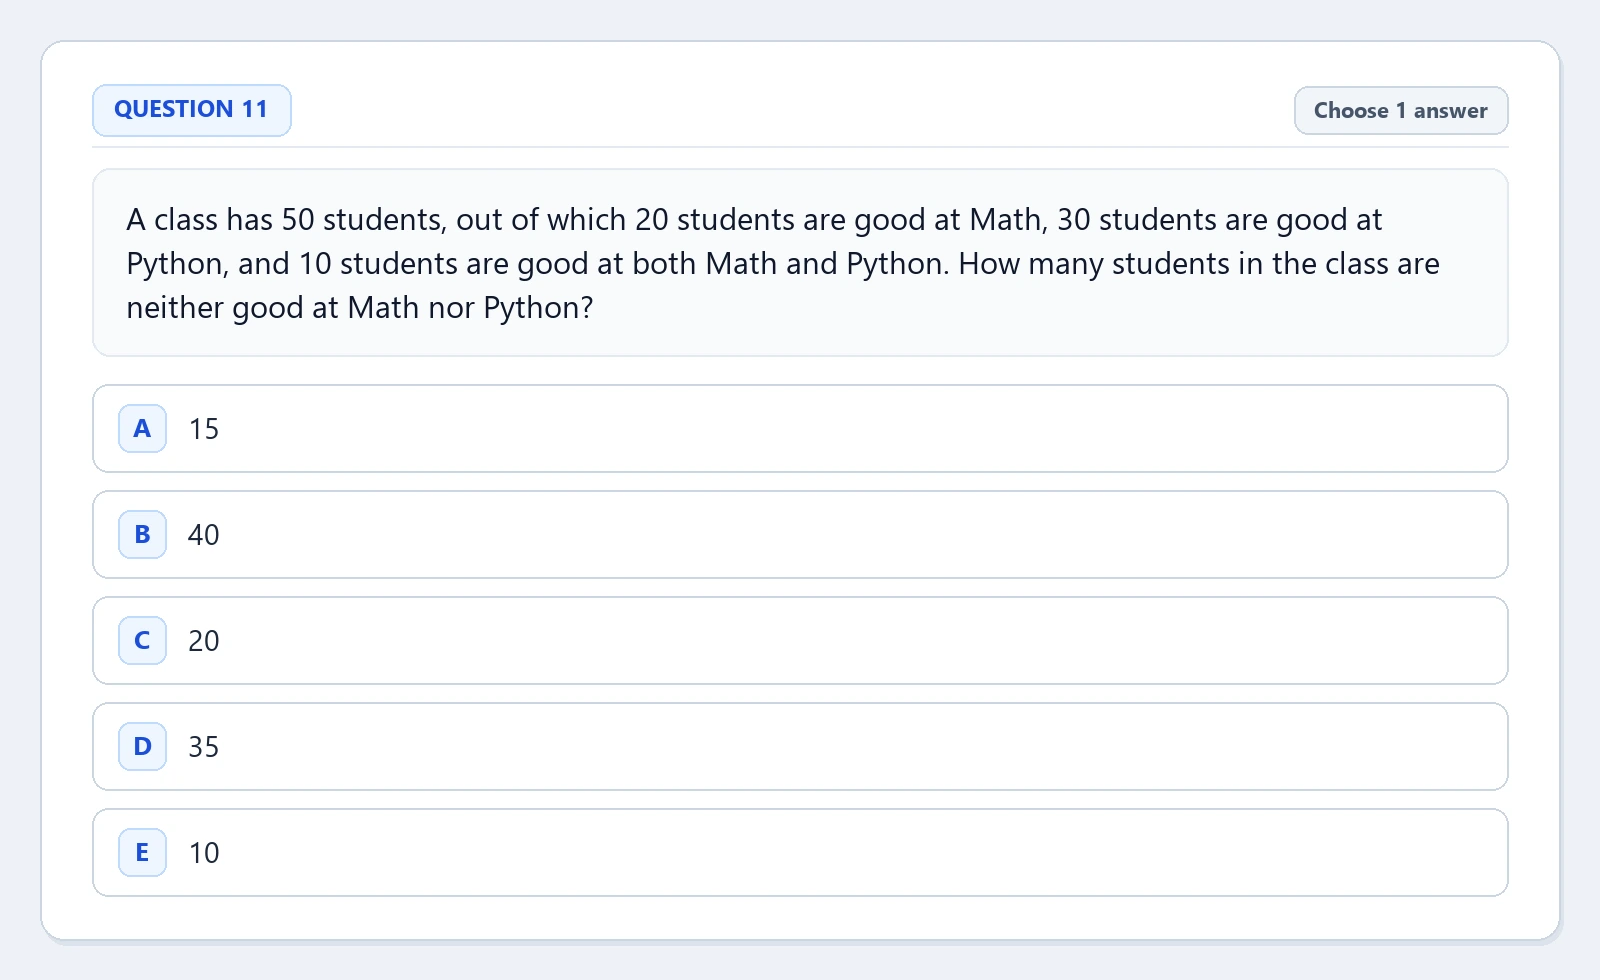 QUESTION 11
Choose 1 answer
A class has 50 students, out of which 20 students are good at Math, 30 students are good at
Python, and 10 students are good at both Math and Python. How many students in the class are
neither good at Math nor Python?
A 15
B 40
C 20
D 35
E 10